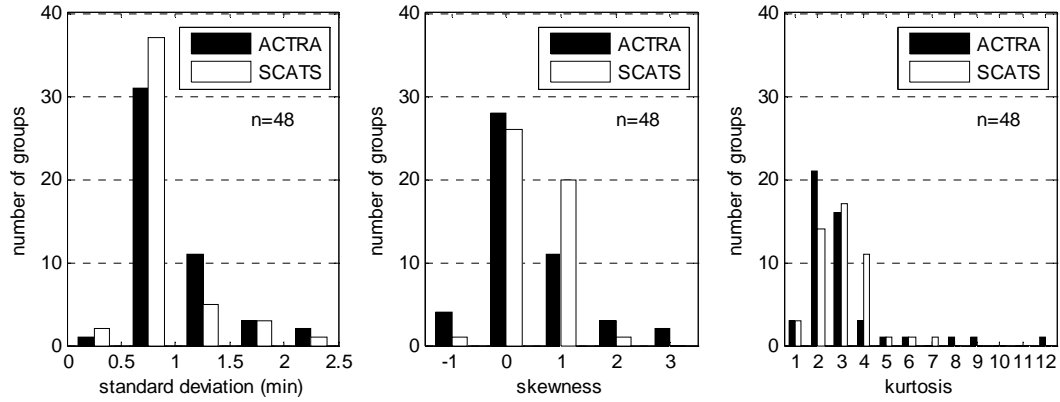 40
30
20
10
0
number of groups
ACTRA
SCATS
n=48
0 0.5 1 1.5 2 2.5
standard deviation (min)
40
30
20
10
0
number of groups
ACTRA
SCATS
n=48
-1 0 1 2 3
skewness
40
30
20
10
0
number of groups
ACTRA
SCATS
n=48
1 2 3 4 5 6 7 8 9 10 11 12
kurtosis